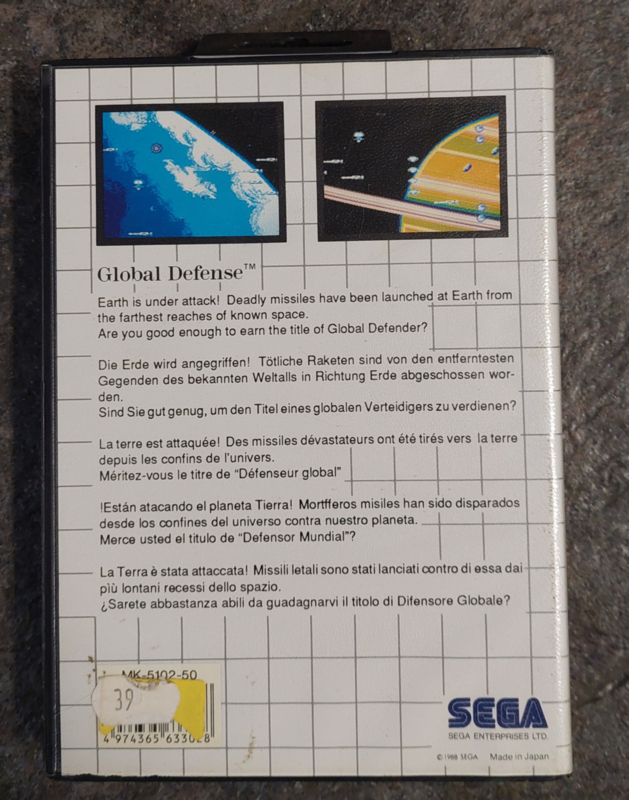 Global Defense™
Earth is under attack! Deadly missiles have been launched at Earth from
the farthest reaches of known space.
Are you good enough to earn the title of Global Defender?
Die Erde wird angegriffen! Tötliche Raketen sind von den entferntesten
Gegenden des bekannten Weltalls in Richtung Erde abgeschossen wor-
den.
Sind Sie gut genug, um den Titel eines globalen Verteidigers zu verdienen?
La terre est attaquée! Des missiles dévastateurs ont été tirés vers la terre
depuis les confins de l'univers.
Méritez-vous le titre de "Défenseur global"
!Están atacando el planeta Tierra! Mortfferos misiles han sido disparados
desde los confines del universo contra nuestro planeta.
Merce usted el titulo de "Defensor Mundial"?
La Terra è stata attaccata! Missili letali sono stati lanciati contro di essa dai
più lontani recessi dello spazio.
¿Sarete abbastanza abili da guadagnarvi il titolo di Difensore Globale?
MK-5102-50
39
4 974365 633028
SEGA
SEGA ENTERPRISES LTD.
©1988 SEGA Made in Japan